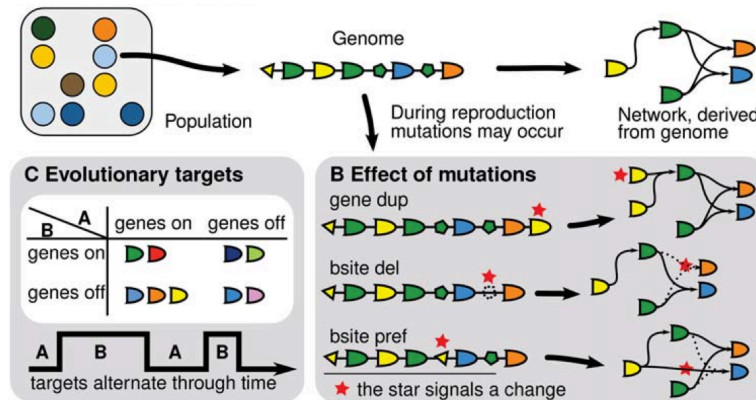 Genome
Population
During reproduction
mutations may occur
Network, derived
from genome
C Evolutionary targets
A
B
genes on genes off
genes on
genes off
A B A B
targets alternate through time
B Effect of mutations
gene dup
bsite del
bsite pref
the star signals a change